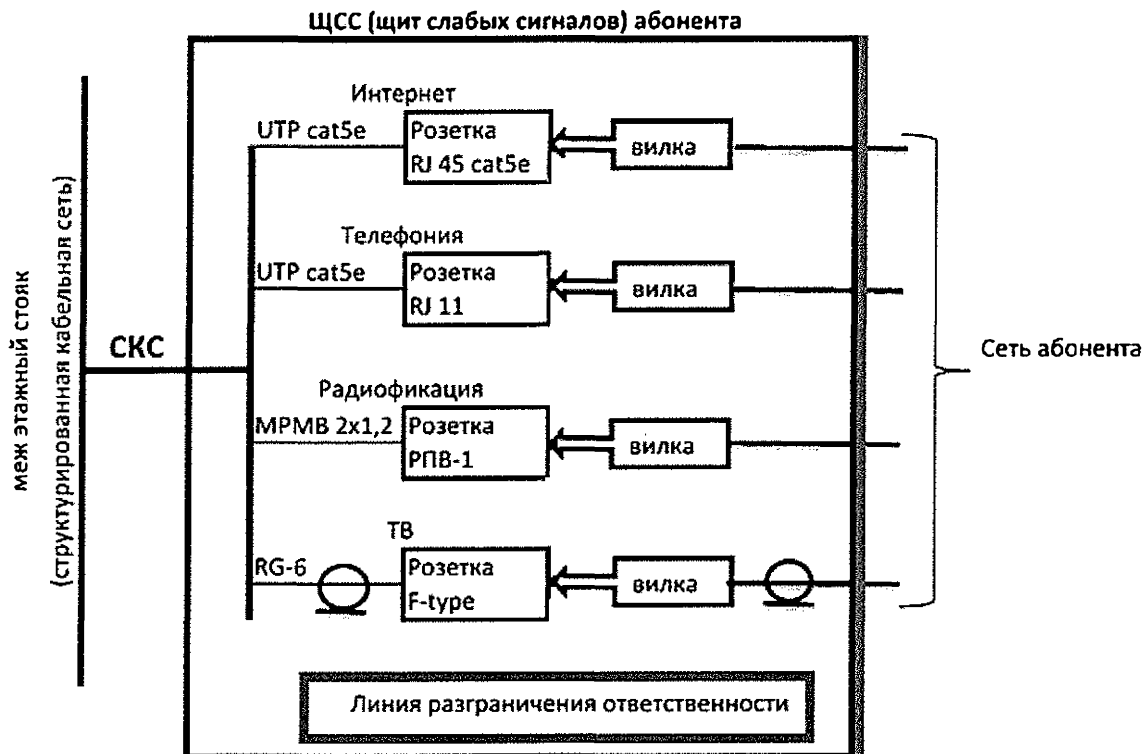 ЩСС (щит слабых сигналов) абонента
меж этажный стояк
(структурированная кабельная сеть)
СКС
Интернет
UTP cat5e
Розетка
RJ 45 cat5e
вилка
Телефония
UTP cat5e
Розетка
RJ 11
вилка
Радиофикация
МРМВ 2х1,2
Розетка
РПВ-1
вилка
ТВ
RG-6
Розетка
F-type
вилка
Сеть абонента
Линия разграничения ответственности